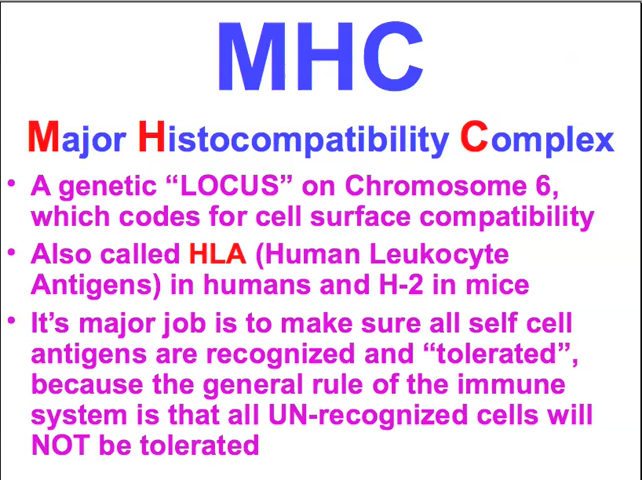 MHC
Major Histocompatibility Complex
• A genetic “LOCUS” on Chromosome 6,
which codes for cell surface compatibility
• Also called HLA (Human Leukocyte
Antigens) in humans and H-2 in mice
• It’s major job is to make sure all self cell
antigens are recognized and “tolerated”,
because the general rule of the immune
system is that all UN-recognized cells will
NOT be tolerated